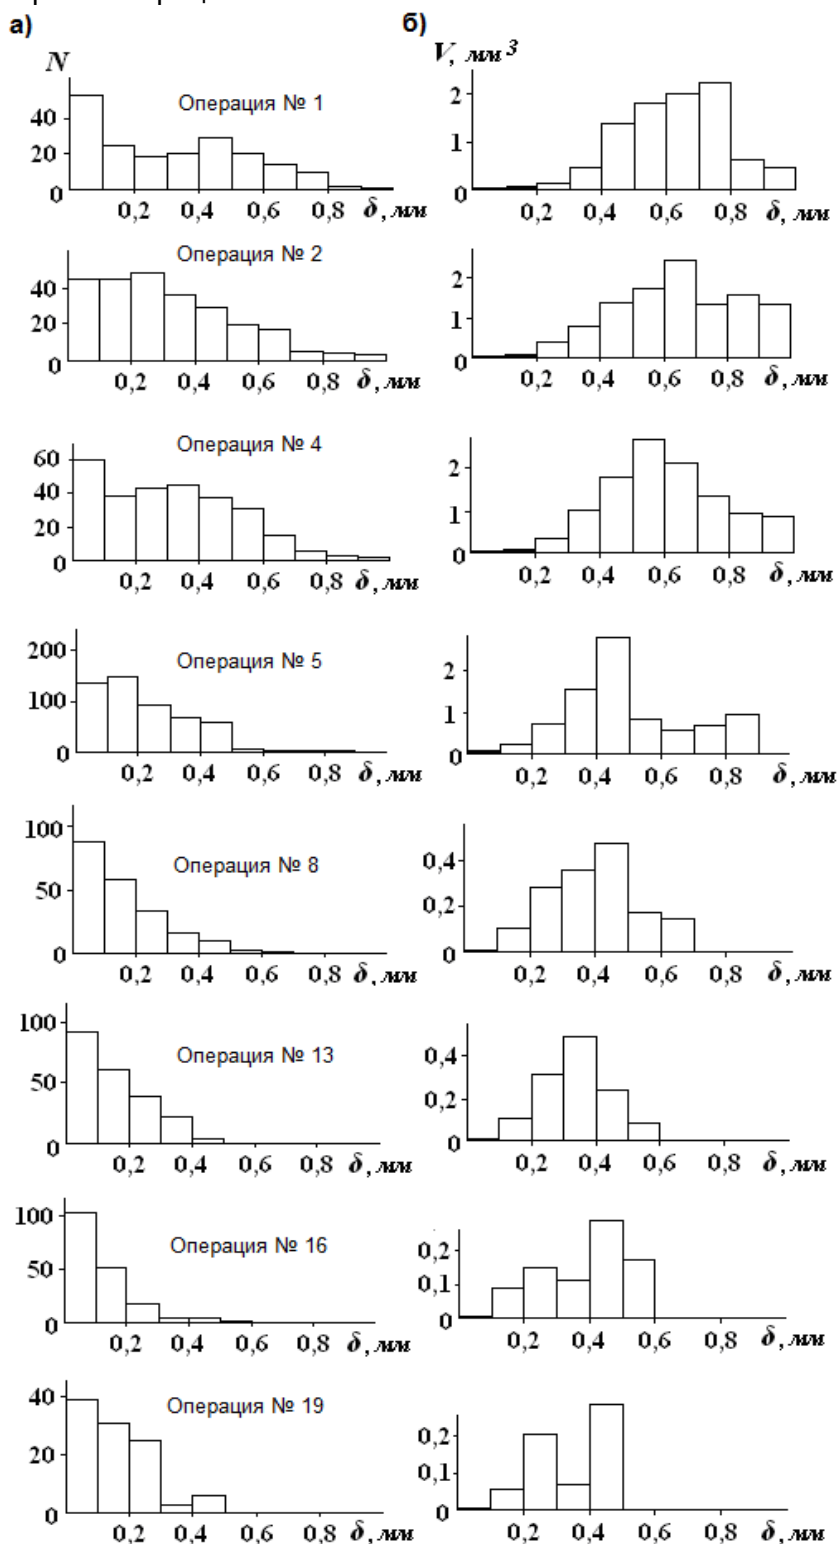 а) б)
N V, мм³
40
20
0
Операция № 1
0,2 0,4 0,6 0,8 δ, мм
2
1
0
0,2 0,4 0,6 0,8 δ, мм
Операция № 2
40
20
0
0,2 0,4 0,6 0,8 δ, мм
2
1
0
0,2 0,4 0,6 0,8 δ, мм
Операция № 4
60
40
20
0
0,2 0,4 0,6 0,8 δ, мм
2
1
0
0,2 0,4 0,6 0,8 δ, мм
Операция № 5
200
100
0
0,2 0,4 0,6 0,8 δ, мм
2
1
0
0,2 0,4 0,6 0,8 δ, мм
Операция № 8
100
50
0
0,2 0,4 0,6 0,8 δ, мм
0,4
0,2
0
0,2 0,4 0,6 0,8 δ, мм
Операция № 13
100
50
0
0,2 0,4 0,6 0,8 δ, мм
0,4
0,2
0
0,2 0,4 0,6 0,8 δ, мм
Операция № 16
100
50
0
0,2 0,4 0,6 0,8 δ, мм
0,2
0,1
0
0,2 0,4 0,6 0,8 δ, мм
Операция № 19
40
20
0
0,2 0,4 0,6 0,8 δ, мм
0,2
0,1
0
0,2 0,4 0,6 0,8 δ, мм